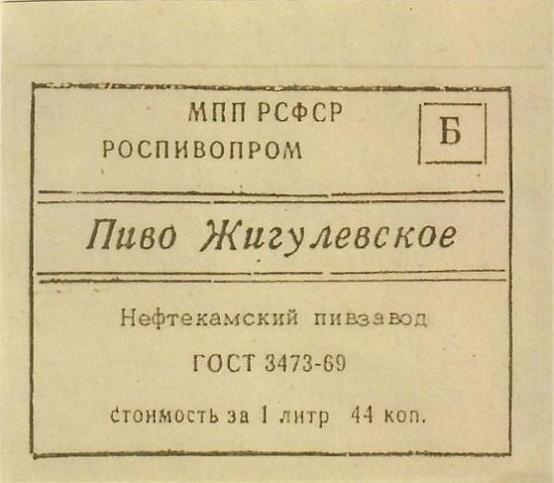 МПП РСФСР
РОСПИВОПРОМ
Б
Пиво Жигулевское
Нефтекамский пивзавод
ГОСТ 3473-69
стоимость за 1 литр 44 коп.